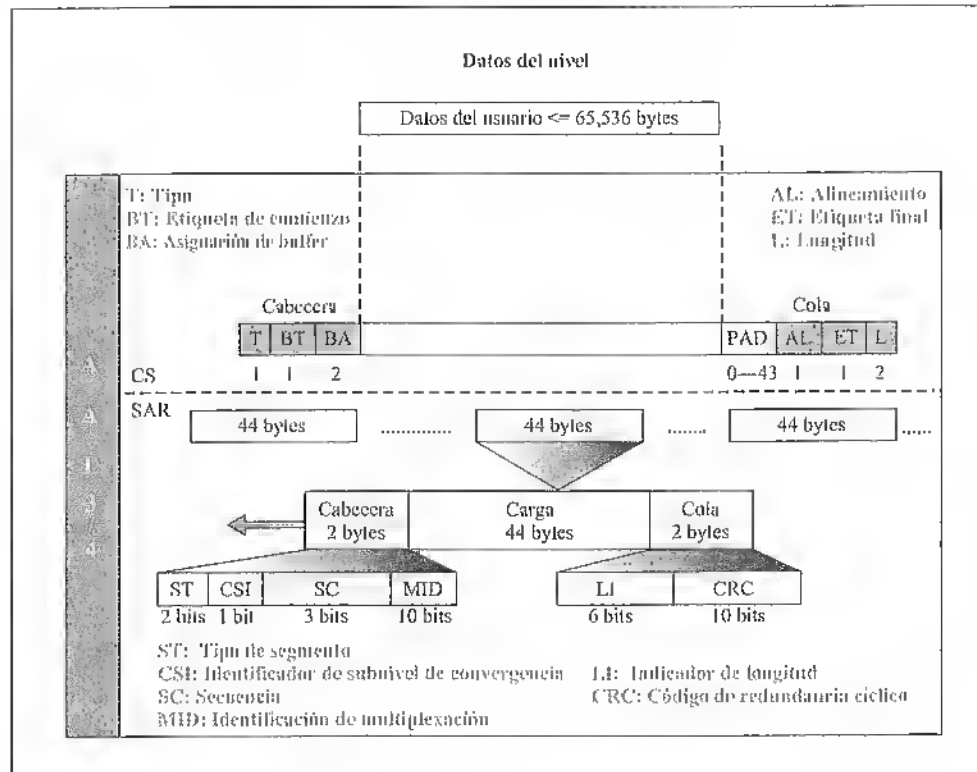 Datos del nivel
Datos del usuario <= 65,536 bytes
T: Tipo
BT: Etiqueta de comienzo
BA: Asignación de buffer
AL: Alineamiento
ET: Etiqueta final
L: Longitud
Cabecera
Cola
T BT BA
PAD AL ET L
CS 1 1 2 0—43 1 1 2
SAR
44 bytes ............. 44 bytes ....... 44 bytes ......
Cabecera 2 bytes
Carga 44 bytes
Cola 2 bytes
ST CSI SC MID
LI CRC
2 bits 1 bit 3 bits 10 bits
6 bits 10 bits
ST: Tipo de segmento
CSI: Identificador de subnivel de convergencia
SC: Secuencia
MID: Identificación de multiplexación
LI: Indicador de longitud
CRC: Código de redundancia cíclica
A
A
L
3
4